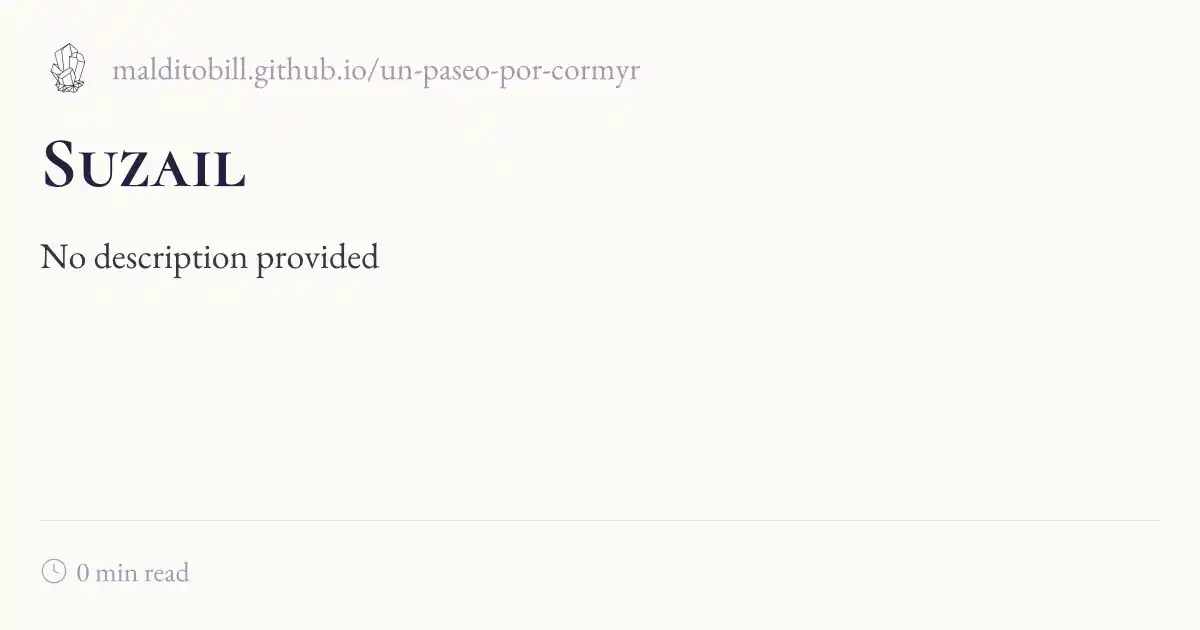 malditobill.github.io/un-paseo-por-cormyr
Suzail
No description provided
0 min read